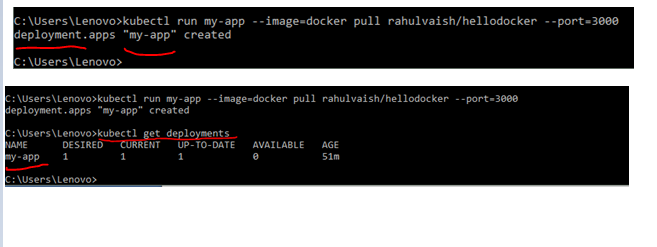 C:\Users\Lenovo>kubectl run my-app --image=docker pull rahulvaish/hellodocker --port=3000
deployment.apps "my-app" created
C:\Users\Lenovo>
C:\Users\Lenovo>kubectl run my-app --image=docker pull rahulvaish/hellodocker --port=3000
deployment.apps "my-app" created
C:\Users\Lenovo>kubectl get deployments
NAME DESIRED CURRENT UP-TO-DATE AVAILABLE AGE
my-app 1 1 1 0 51m
C:\Users\Lenovo>